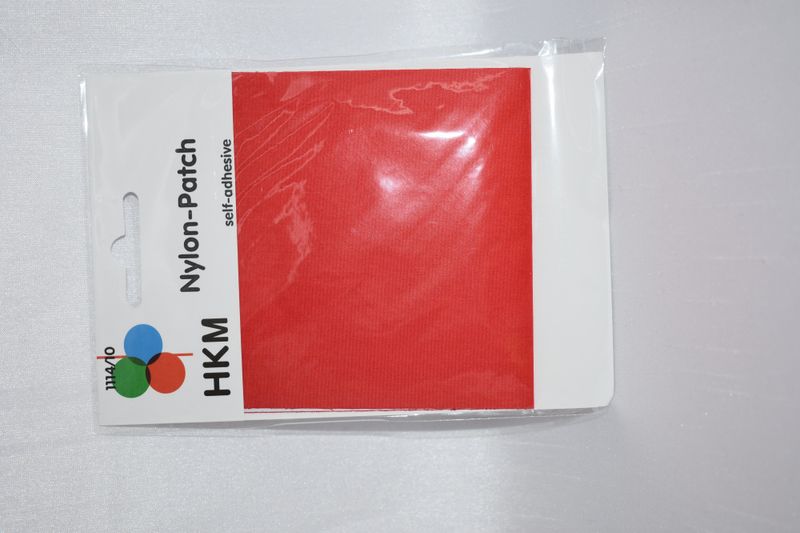 1114/10
HKM
Nylon-Patch
self-adhesive